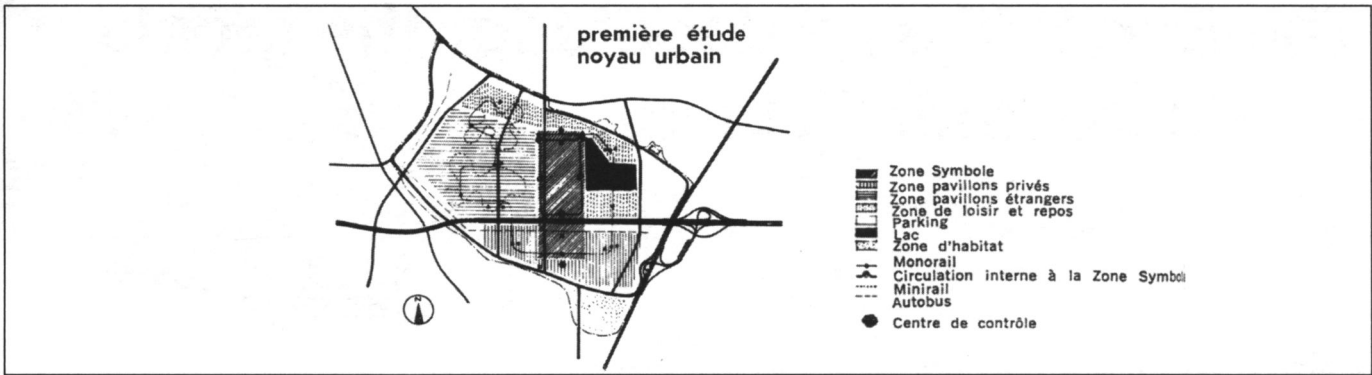 première étude
noyau urbain
Zone Symbole
Zone pavillons privés
Zone pavillons étrangers
Zone de loisir et repos
Parking
Lac
Zone d'habitat
Monorail
Circulation interne à la Zone Symbole
Minirail
Autobus
Centre de contrôle
N